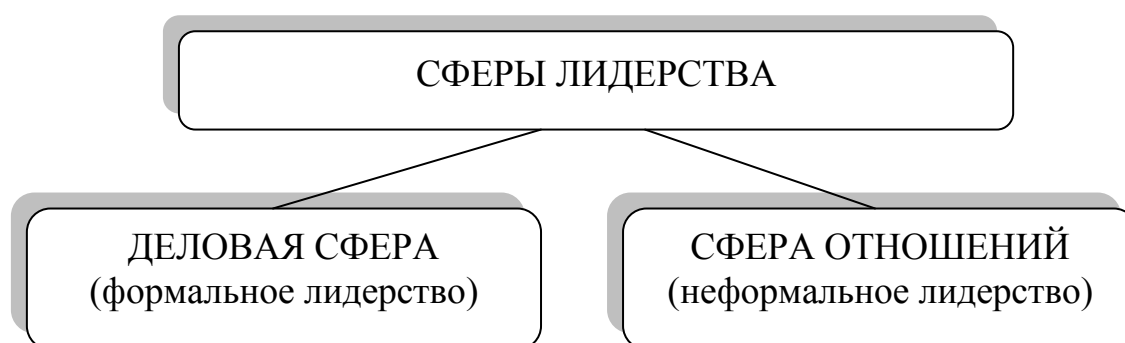 СФЕРЫ ЛИДЕРСТВА
ДЕЛОВАЯ СФЕРА
(формальное лидерство)
СФЕРА ОТНОШЕНИЙ
(неформальное лидерство)